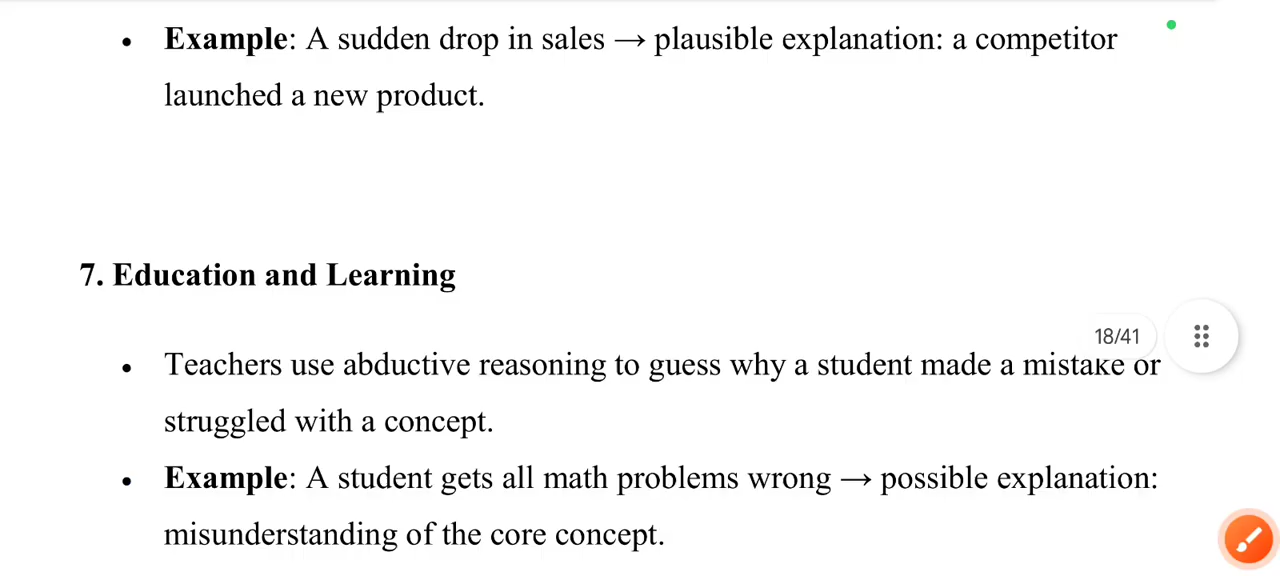 • Example: A sudden drop in sales → plausible explanation: a competitor
launched a new product.
7. Education and Learning
18/41
• Teachers use abductive reasoning to guess why a student made a mistake or
struggled with a concept.
• Example: A student gets all math problems wrong → possible explanation:
misunderstanding of the core concept.